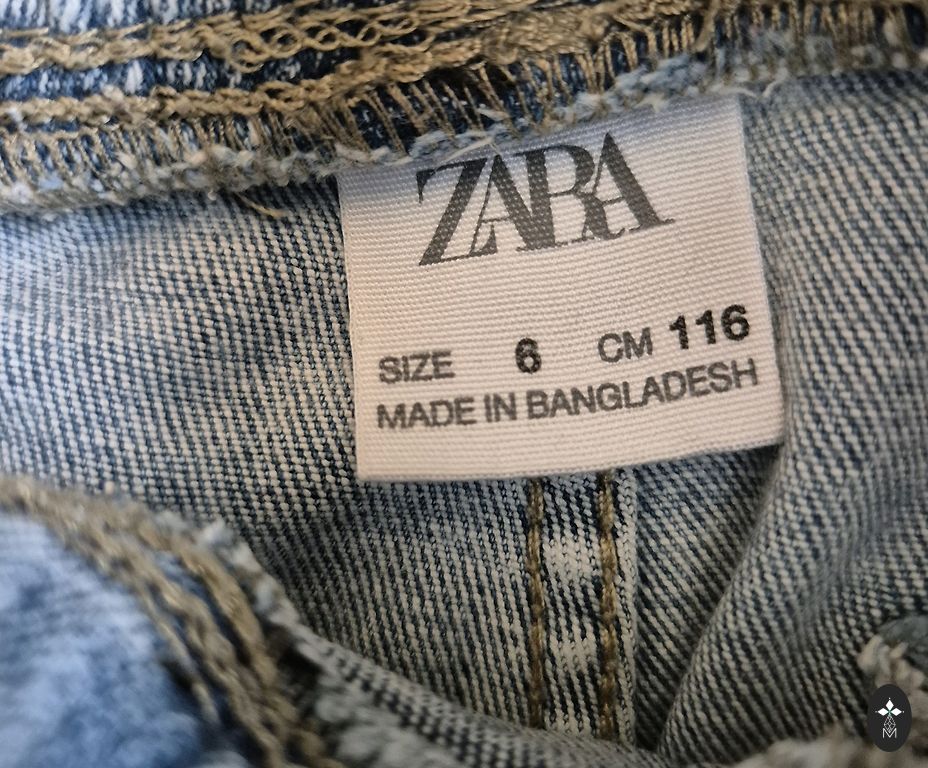 ZARA
SIZE 6 CM 116
MADE IN BANGLADESH
M